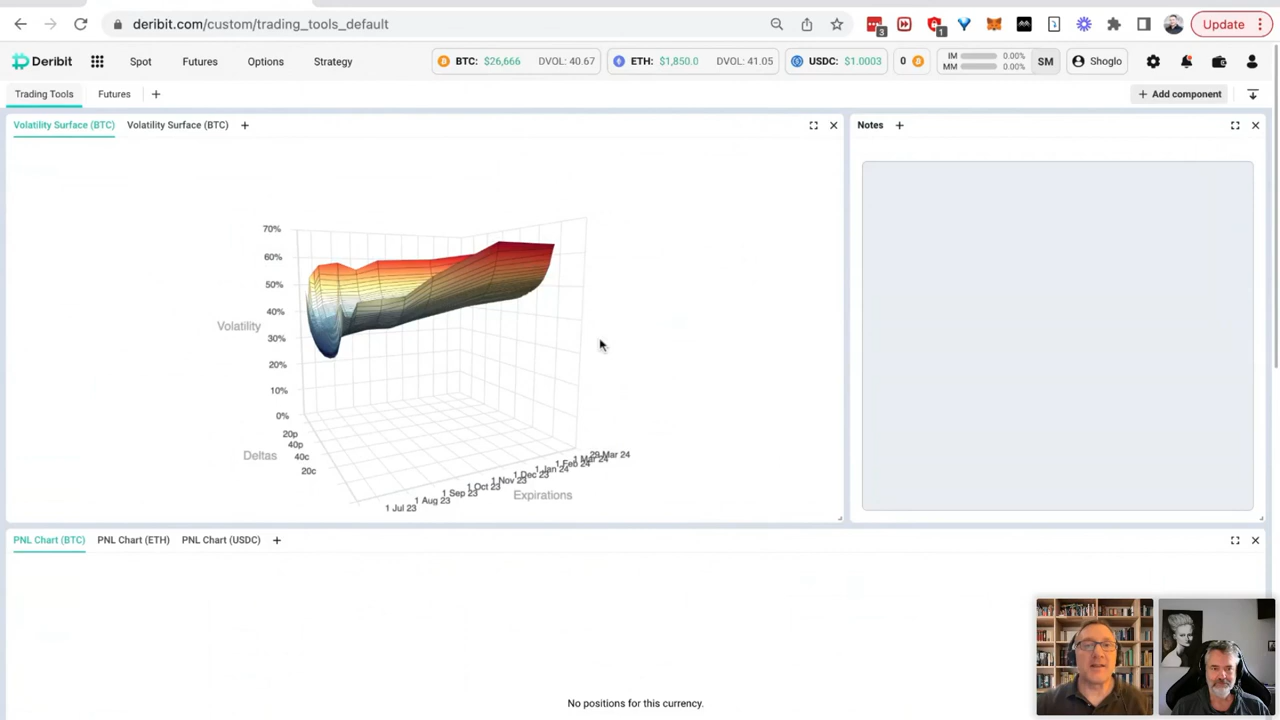 deribit.com/custom/trading_tools_default
3
1
Update
Deribit
Spot
Futures
Options
Strategy
BTC: $26,666 DVOL: 40.67
ETH: $1,850.0 DVOL: 41.05
USDC: $1.0003
0
IM 0.00%
MM 0.00%
SM
Shoglo
Trading Tools
Futures
+
+ Add component
Volatility Surface (BTC)
Volatility Surface (BTC)
+
Notes
+
70%
60%
50%
40%
30%
20%
10%
0%
Volatility
20p
40p
40c
20c
Deltas
1 Jul 23
1 Aug 23
1 Sep 23
1 Oct 23
1 Nov 23
1 Dec 23
1 Jan 24
1 Feb 24
1 Mar 24
29 Mar 24
Expirations
PNL Chart (BTC)
PNL Chart (ETH)
PNL Chart (USDC)
+
No positions for this currency.